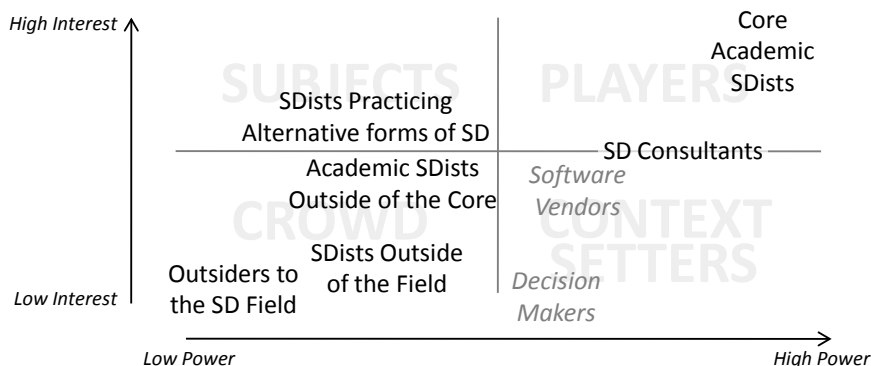 High Interest
Core
Academic
SDists
SUBJECTS
PLAYERS
SDists Practicing
Alternative forms of SD
SD Consultants
Academic SDists
Outside of the Core
Software
Vendors
CROWD
CONTEXT
SETTERS
SDists Outside
of the Field
Outsiders to
the SD Field
Decision
Makers
Low Interest
Low Power
High Power